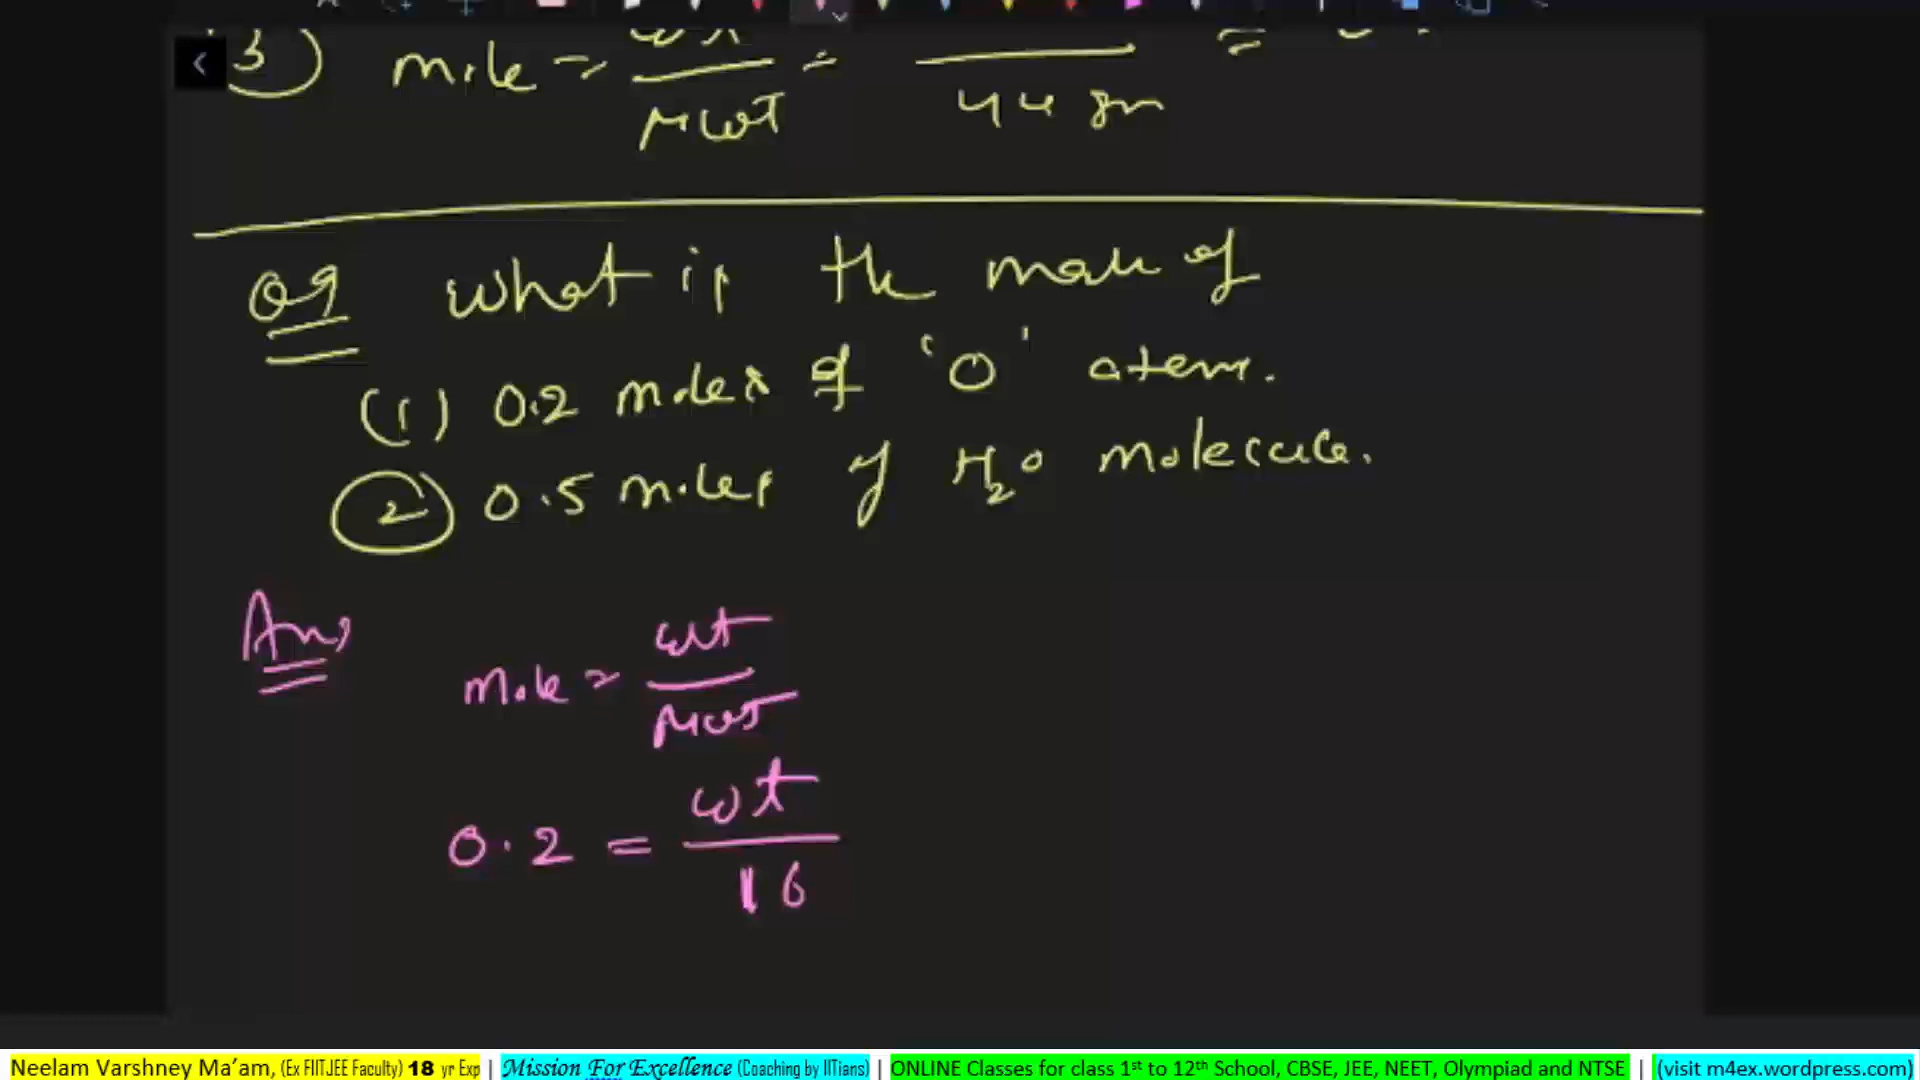 3) mole = wt / Mwt = / 44 gm =
Q9 What is the mass of
(1) 0.2 moles of 'O' atom.
2 0.5 moles of H2O molecule.
Ans
mole = wt / Mwt
0.2 = wt / 16
Neelam Varshney Ma'am, (Ex FIITJEE Faculty) 18 yr Exp | Mission For Excellence (Coaching by IITians) | ONLINE Classes for class 1st to 12th School, CBSE, JEE, NEET, Olympiad and NTSE | (visit m4ex.wordpress.com)